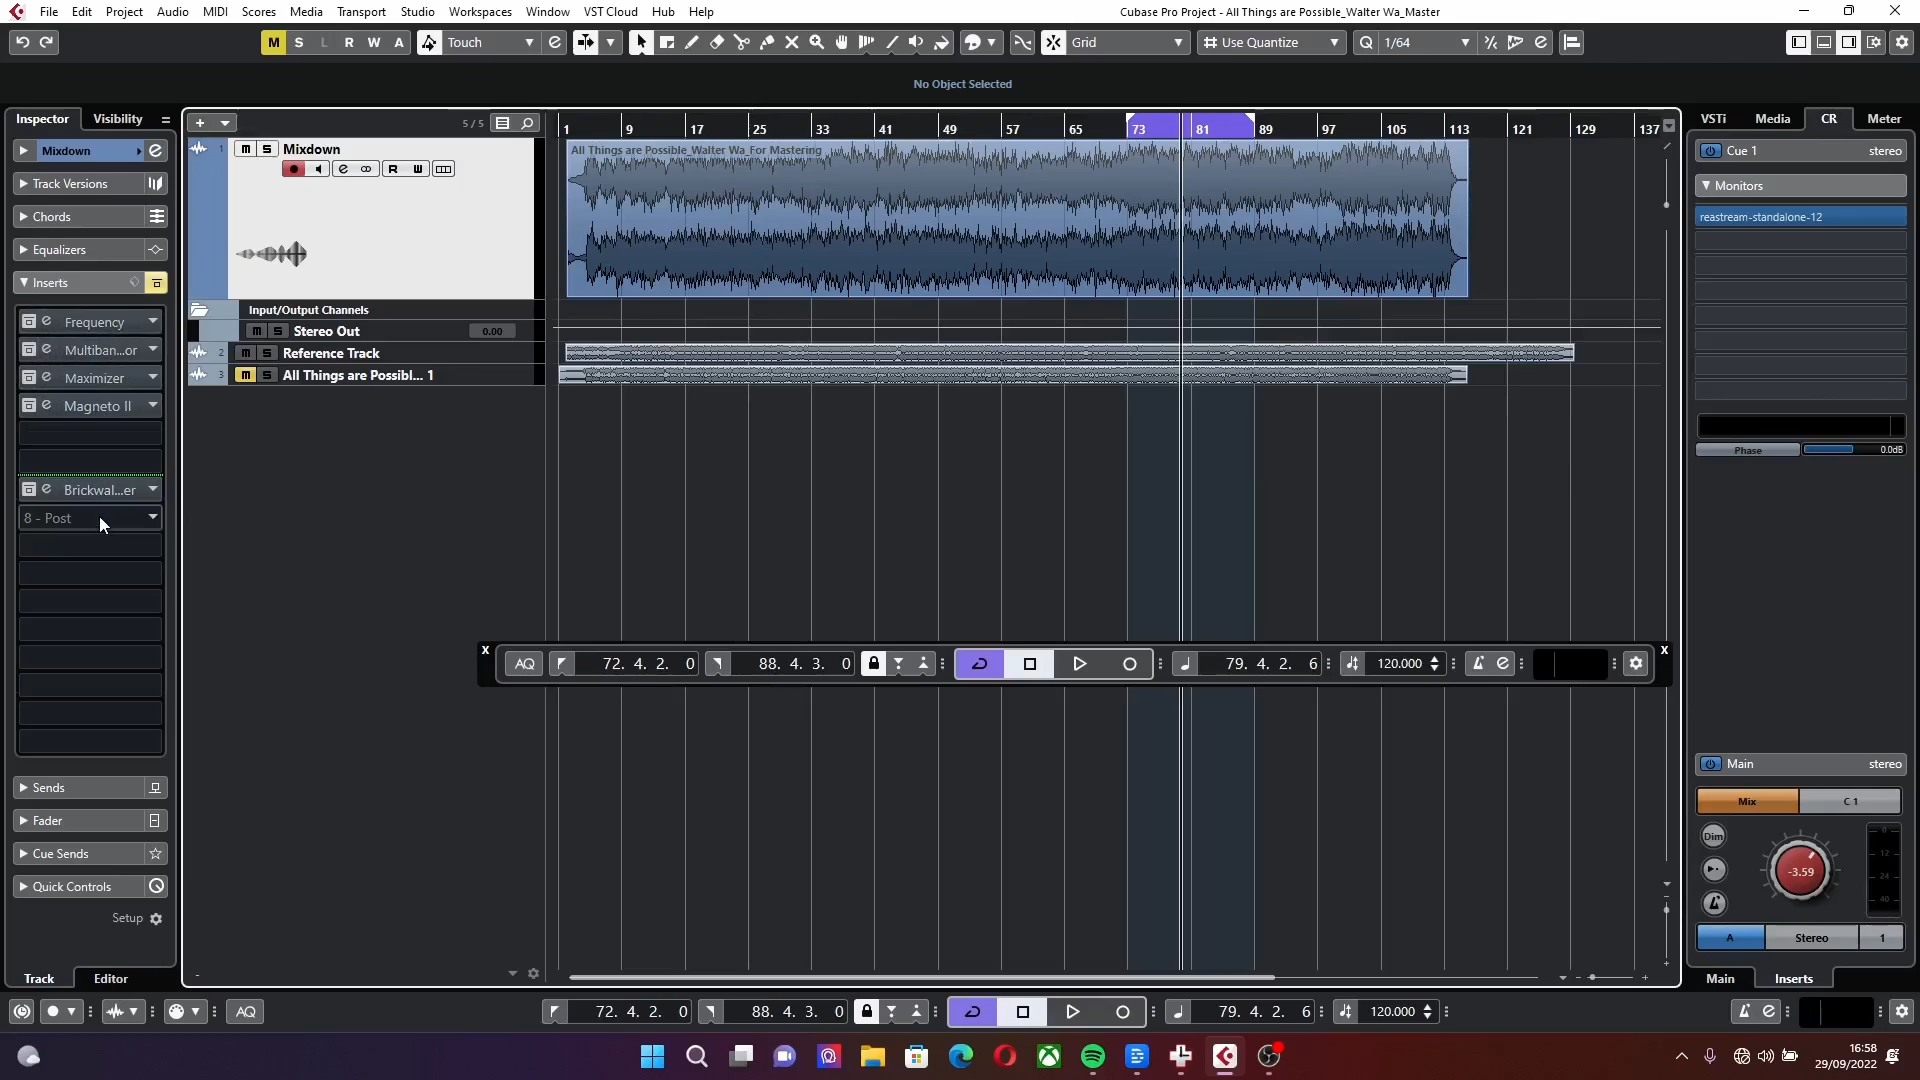 File Edit Project Audio MIDI Scores Media Transport Studio Workspaces Window VST Cloud Hub Help
Cubase Pro Project - All Things are Possible_Walter Wa_Master
M S L R W A Touch Grid Use Quantize Q 1/64
No Object Selected
Inspector Visibility
Mixdown
Track Versions
Chords
Equalizers
Inserts
Frequency
Multiban...or
Maximizer
Magneto II
Brickwal...er
8 - Post
Sends
Fader
Cue Sends
Quick Controls
Setup
Track Editor
5 / 5
1 9 17 25 33 41 49 57 65 73 81 89 97 105 113 121 129 137
1 m S Mixdown
R W
All Things are Possible_Walter Wa_For Mastering
Input/Output Channels
m S Stereo Out 0.00
2 m S Reference Track
3 m S All Things are Possibl... 1
X AQ 72. 4. 2. 0 88. 4. 3. 0 79. 4. 2. 6 120.000 X
VSTi Media CR Meter
Cue 1 stereo
Monitors
reastream-standalone-12
Phase 0.0dB
Main stereo
Mix C 1
Dim
-3.59
0
12
24
40
A Stereo 1
Main Inserts
AQ 72. 4. 2. 0 88. 4. 3. 0 79. 4. 2. 6 120.000
16:58
29/09/2022